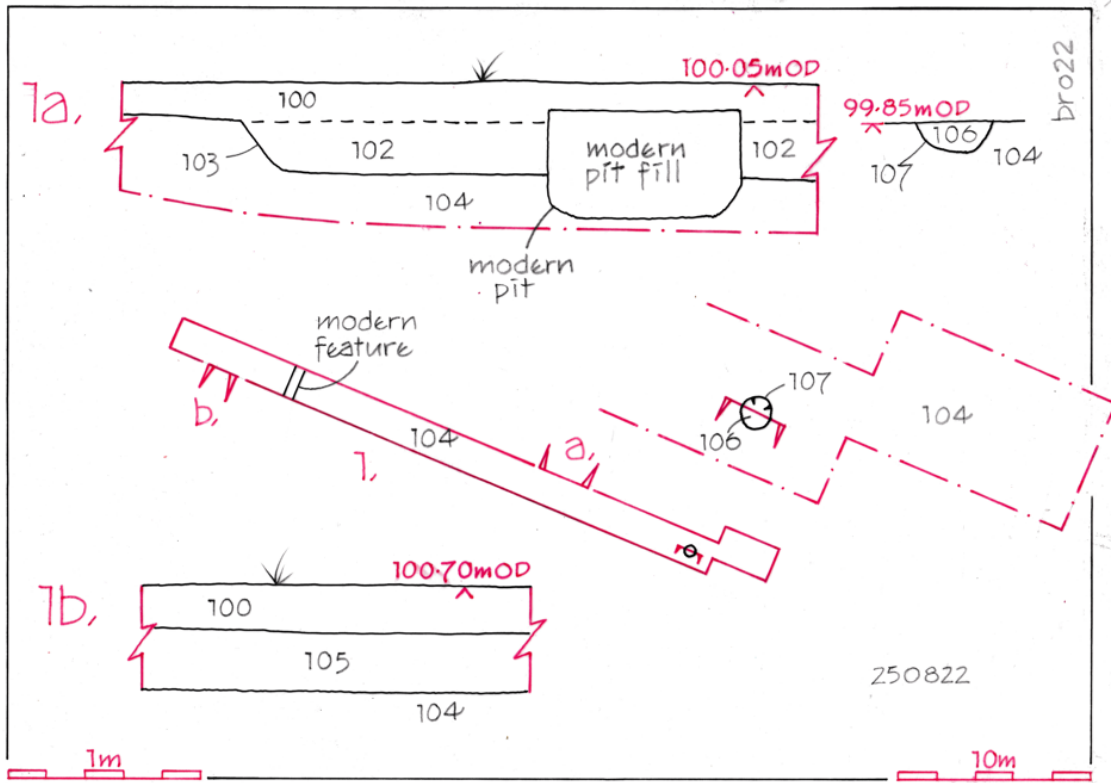 bro22
1a,
100
100.05mOD
102
103
104
modern
pit fill
102
modern
pit
99.85mOD
106
107
104
modern
feature
b,
104
1,
a,
107
106
104
1b,
100.70mOD
100
105
104
250822
1m
10m